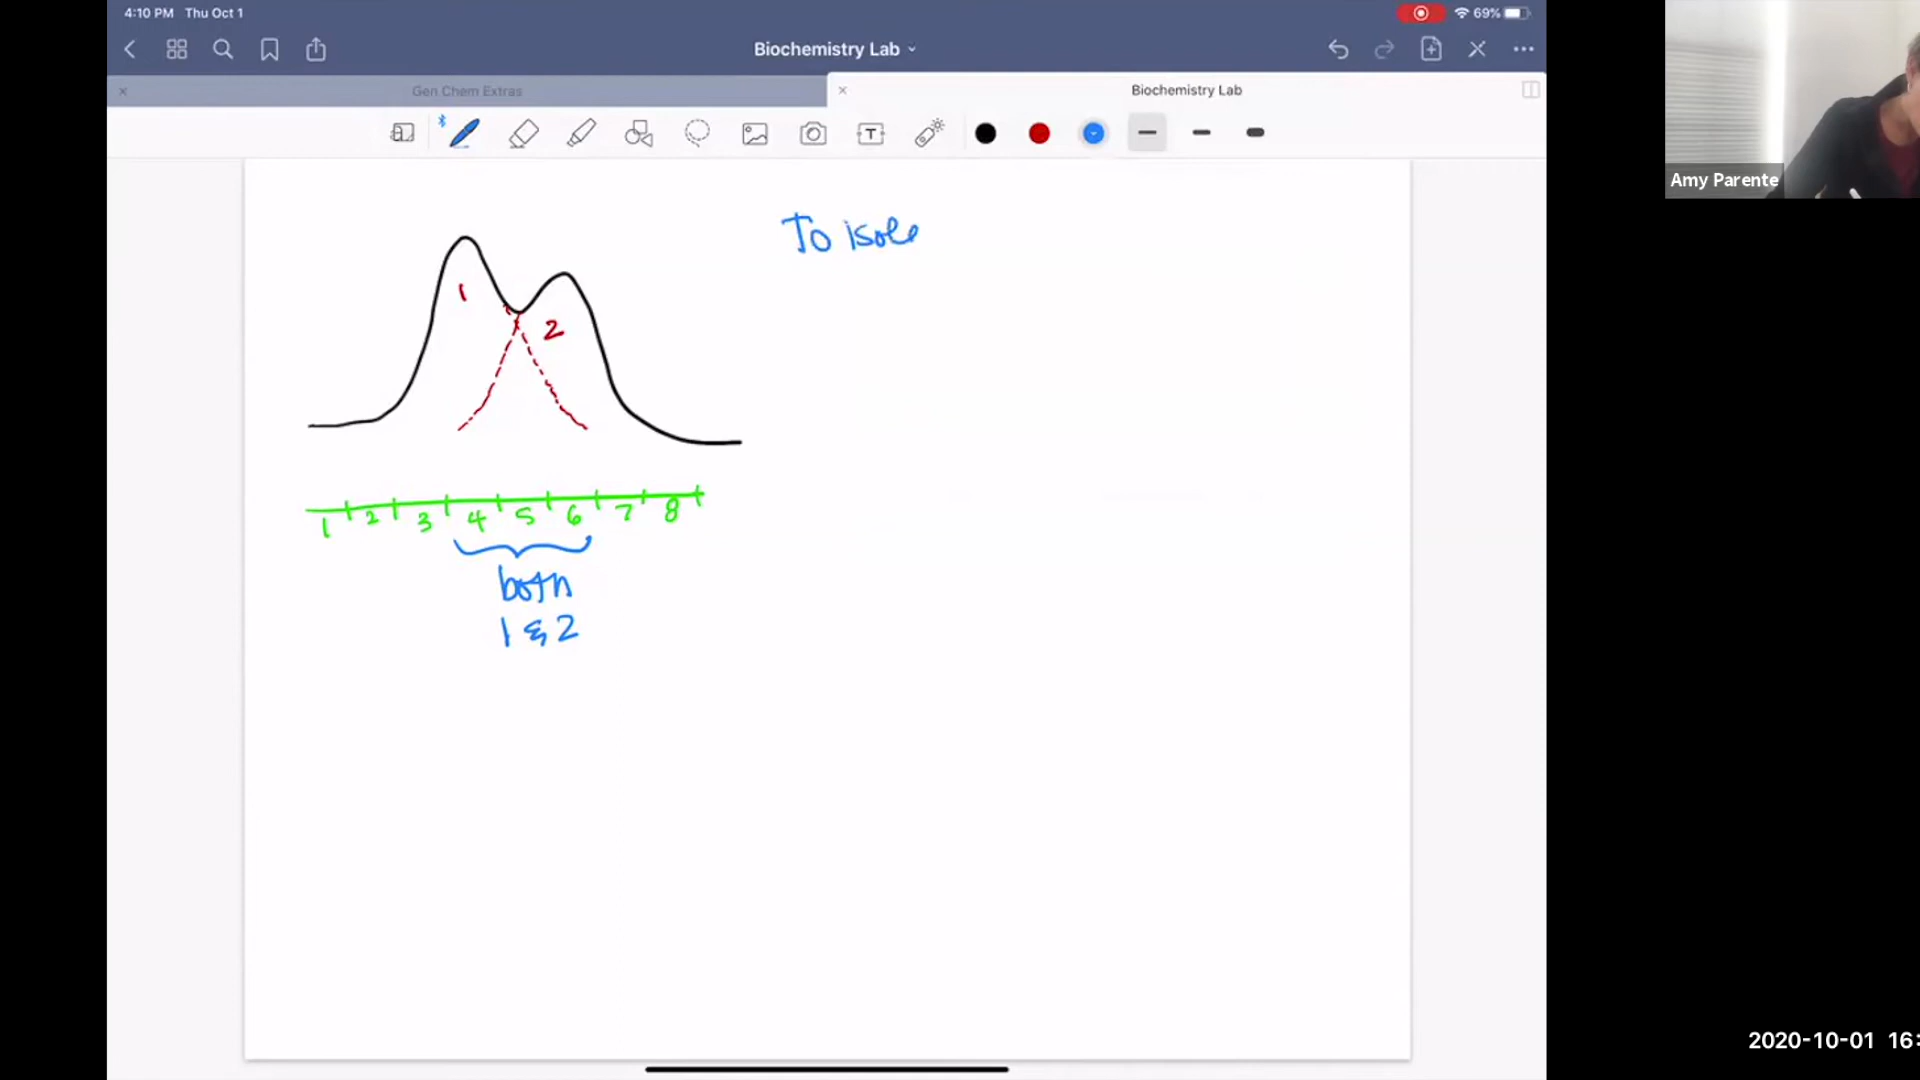 4:10 PM Thu Oct 1
69%
Biochemistry Lab
Gen Chem Extras
Biochemistry Lab
T
Amy Parente
To isole
1
2
1 2 3 4 5 6 7 8
both
1 & 2
2020-10-01 16: